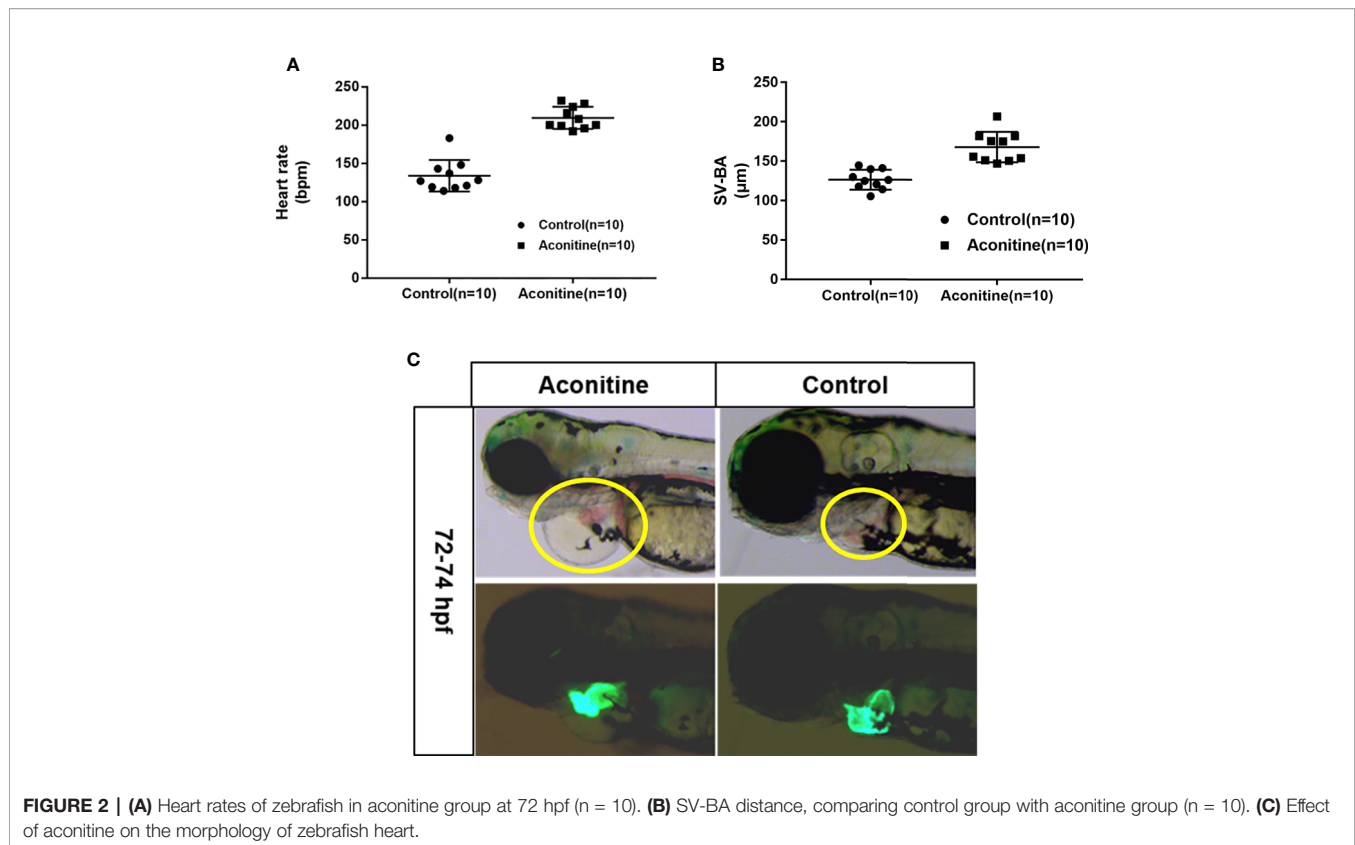 A
250
200
150
100
50
0
Heart rate
(bpm)
Control(n=10)
Aconitine(n=10)
Control(n=10) Aconitine(n=10)
B
250
200
150
100
50
0
SV-BA
(μm)
Control(n=10)
Aconitine(n=10)
Control(n=10) Aconitine(n=10)
C
Aconitine Control
72-74 hpf
FIGURE 2 | (A) Heart rates of zebrafish in aconitine group at 72 hpf (n = 10). (B) SV-BA distance, comparing control group with aconitine group (n = 10). (C) Effect
of aconitine on the morphology of zebrafish heart.